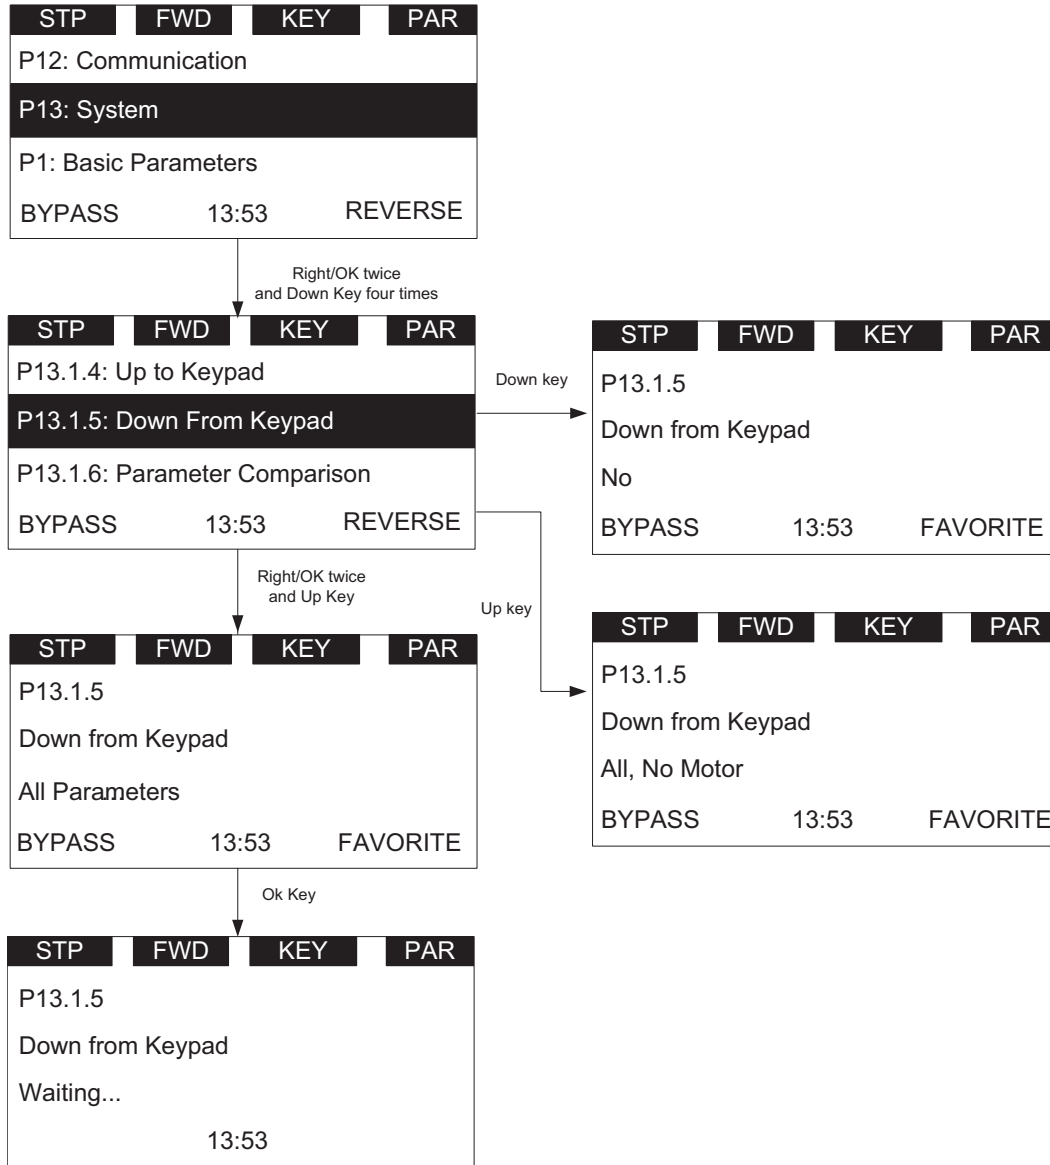 STP FWD KEY PAR
P12: Communication
P13: System
P1: Basic Parameters
BYPASS 13:53 REVERSE
Right/OK twice
and Down Key four times
STP FWD KEY PAR
P13.1.4: Up to Keypad
P13.1.5: Down From Keypad
P13.1.6: Parameter Comparison
BYPASS 13:53 REVERSE
Down key
STP FWD KEY PAR
P13.1.5
Down from Keypad
No
BYPASS 13:53 FAVORITE
Right/OK twice
and Up Key
Up key
STP FWD KEY PAR
P13.1.5
Down from Keypad
All, No Motor
BYPASS 13:53 FAVORITE
STP FWD KEY PAR
P13.1.5
Down from Keypad
All Parameters
BYPASS 13:53 FAVORITE
Ok Key
STP FWD KEY PAR
P13.1.5
Down from Keypad
Waiting...
13:53